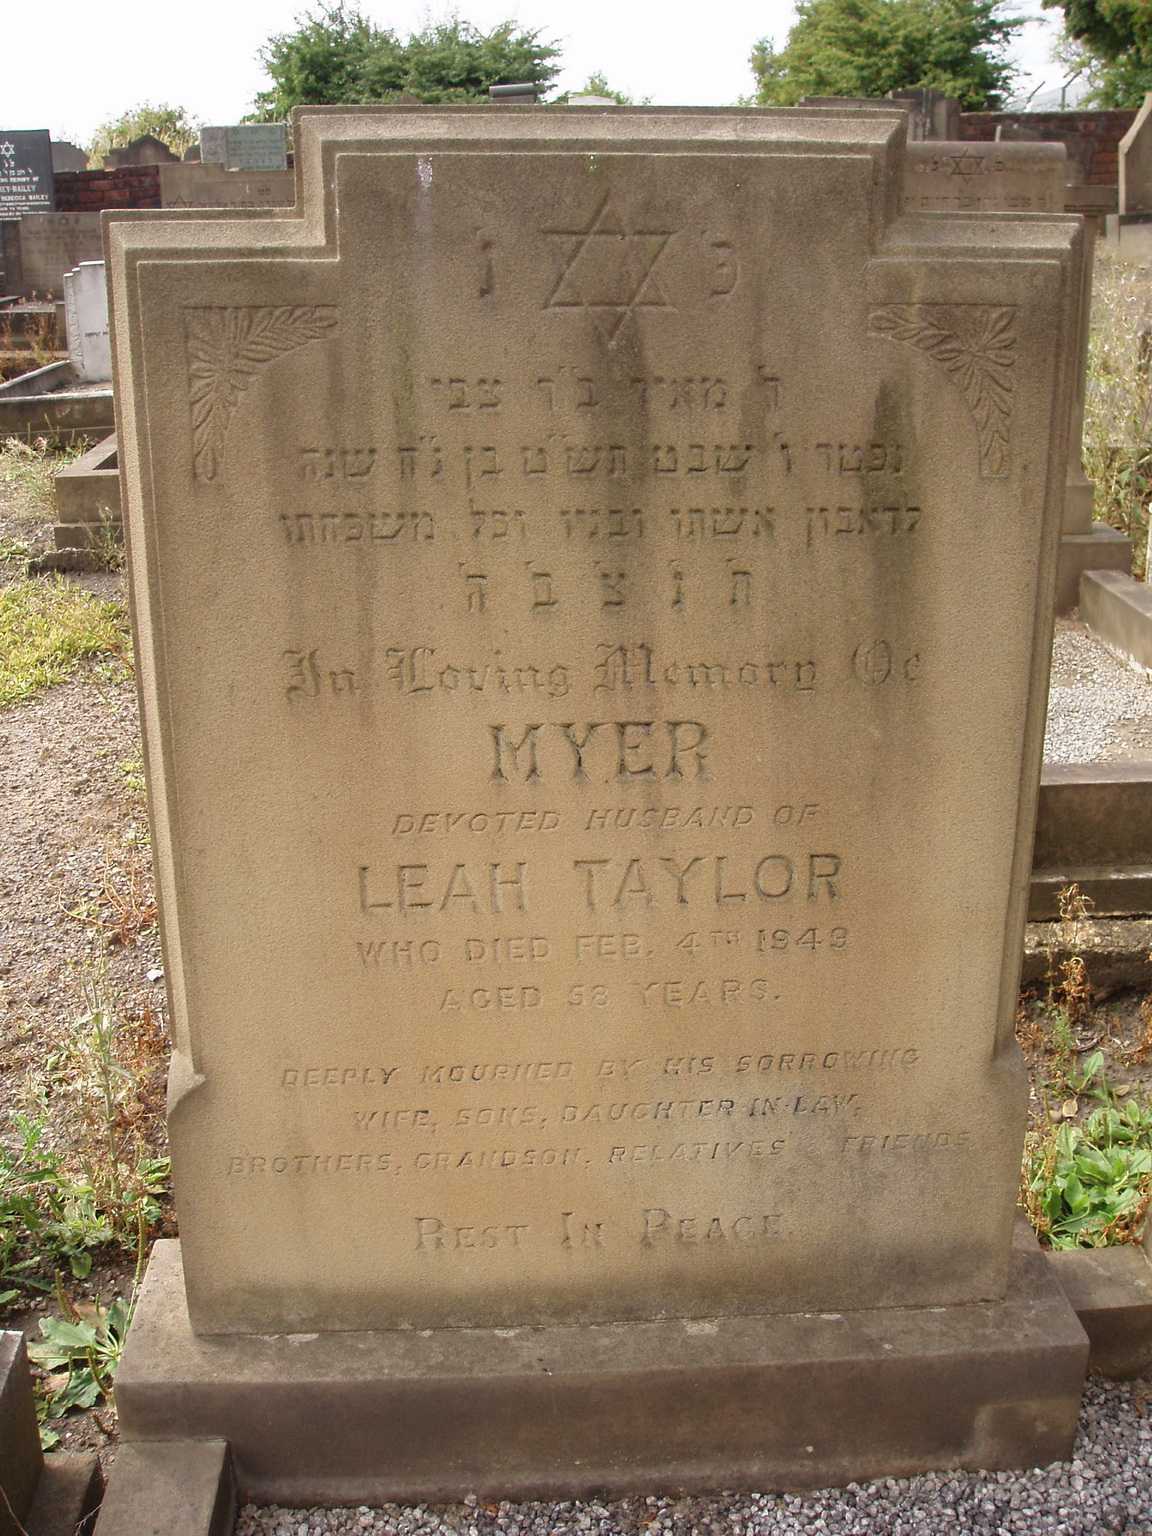 פ נ
ר' מאיר ב"ר צבי
נפטר ו' שבט תש"ט בן נ"ח שנה
לדאבון אשתו ובניו וכל משפחתו
ת' נ' צ' ב' ה'
In Loving Memory Of
MYER
DEVOTED HUSBAND OF
LEAH TAYLOR
WHO DIED FEB. 4TH 1949
AGED 58 YEARS.
DEEPLY MOURNED BY HIS SORROWING
WIFE, SONS, DAUGHTER-IN-LAW,
BROTHERS, GRANDSON, RELATIVES FRIENDS.
REST IN PEACE.